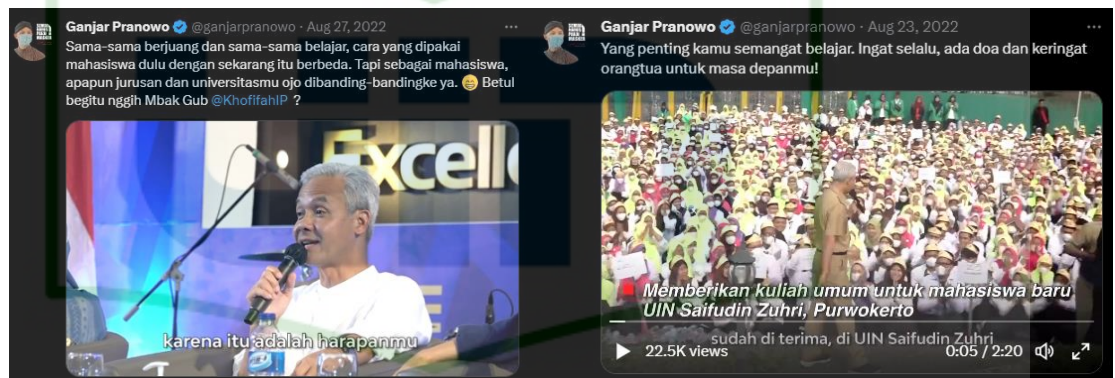 Ganjar Pranowo @ganjarpranowo · Aug 27, 2022
Sama-sama berjuang dan sama-sama belajar, cara yang dipakai
mahasiswa dulu dengan sekarang itu berbeda. Tapi sebagai mahasiswa,
apapun jurusan dan universitasmu ojo dibanding-bandingke ya. 😁 Betul
begitu nggih Mbak Gub @KhofifahIP ?
Excelle
karena itu adalah harapanmu
Ganjar Pranowo @ganjarpranowo · Aug 23, 2022
Yang penting kamu semangat belajar. Ingat selalu, ada doa dan keringat
orangtua untuk masa depanmu!
Memberikan kuliah umum untuk mahasiswa baru
UIN Saifudin Zuhri, Purwokerto
sudah di terima, di UIN Saifudin Zuhri
22.5K views
0:05 / 2:20